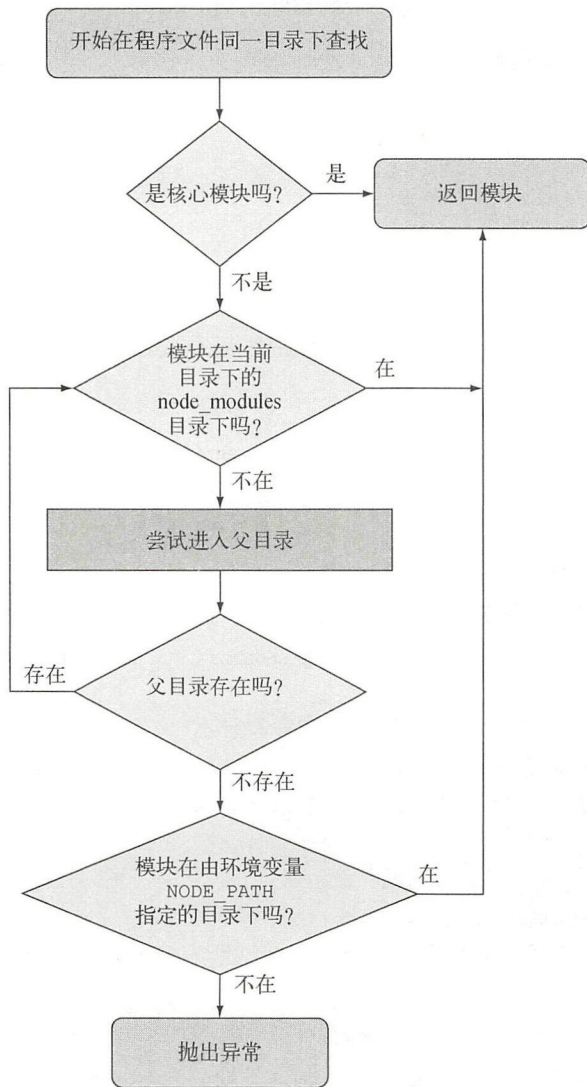 开始在程序文件同一目录下查找
是核心模块吗?
是
返回模块
不是
模块在当前
目录下的
node_modules
目录下吗?
在
不在
尝试进入父目录
存在
父目录存在吗?
不存在
模块在由环境变量
NODE_PATH
指定的目录下吗?
在
不在
抛出异常